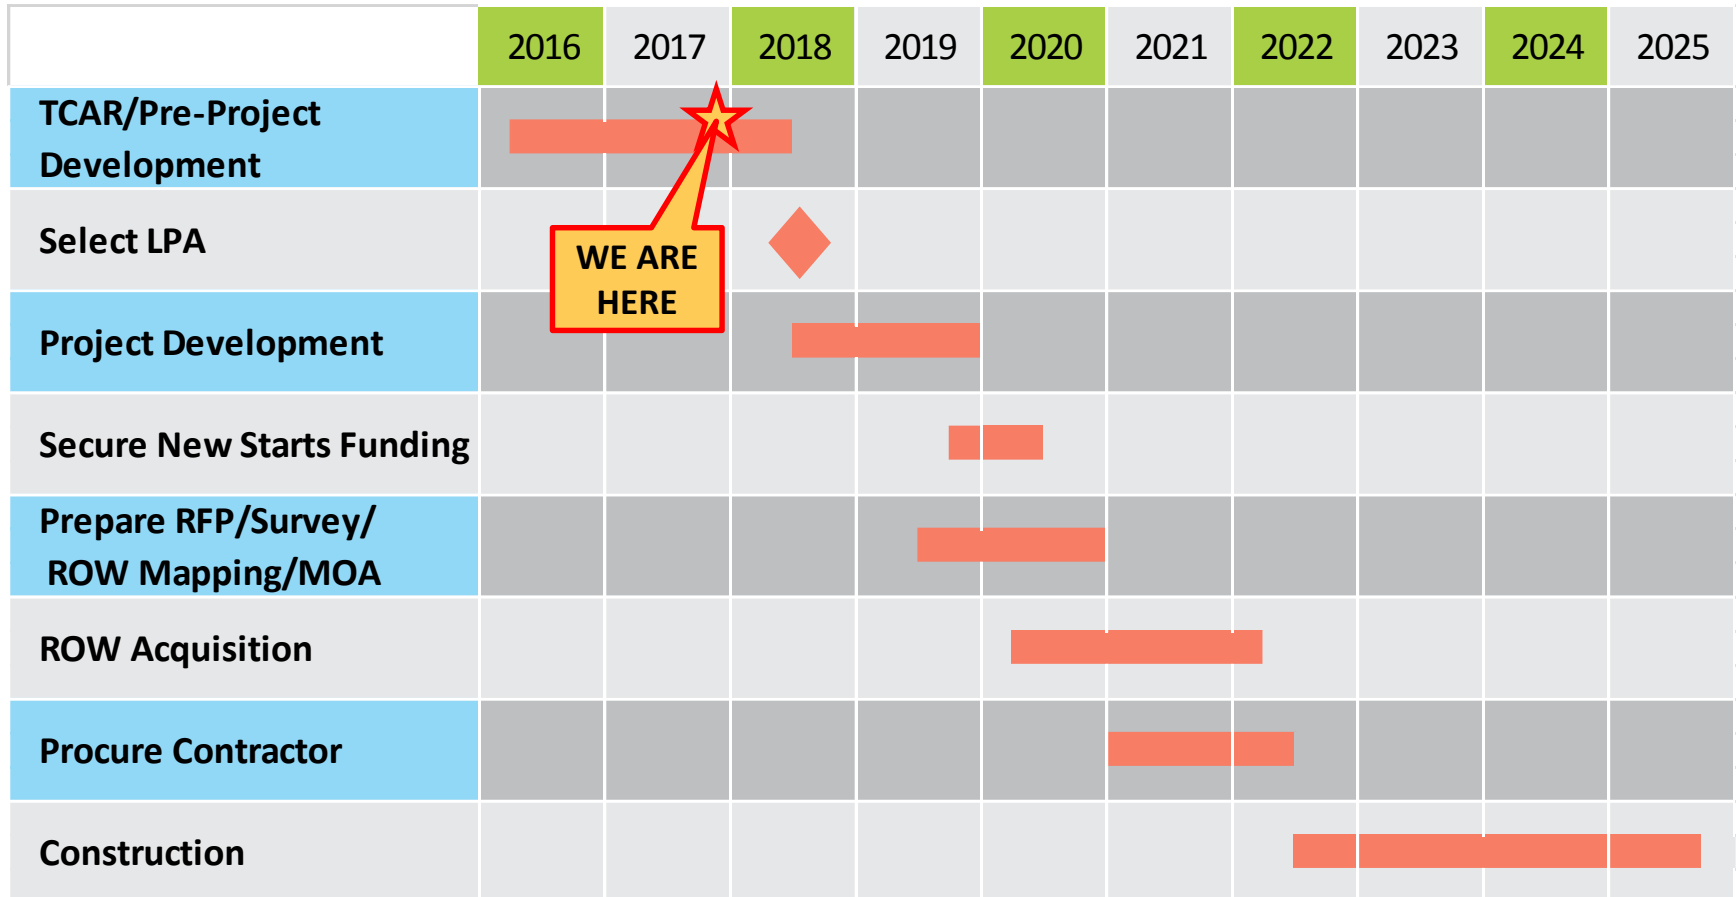 2016 2017 2018 2019 2020 2021 2022 2023 2024 2025
TCAR/Pre-Project
Development
Select LPA
WE ARE
HERE
Project Development
Secure New Starts Funding
Prepare RFP/Survey/
ROW Mapping/MOA
ROW Acquisition
Procure Contractor
Construction